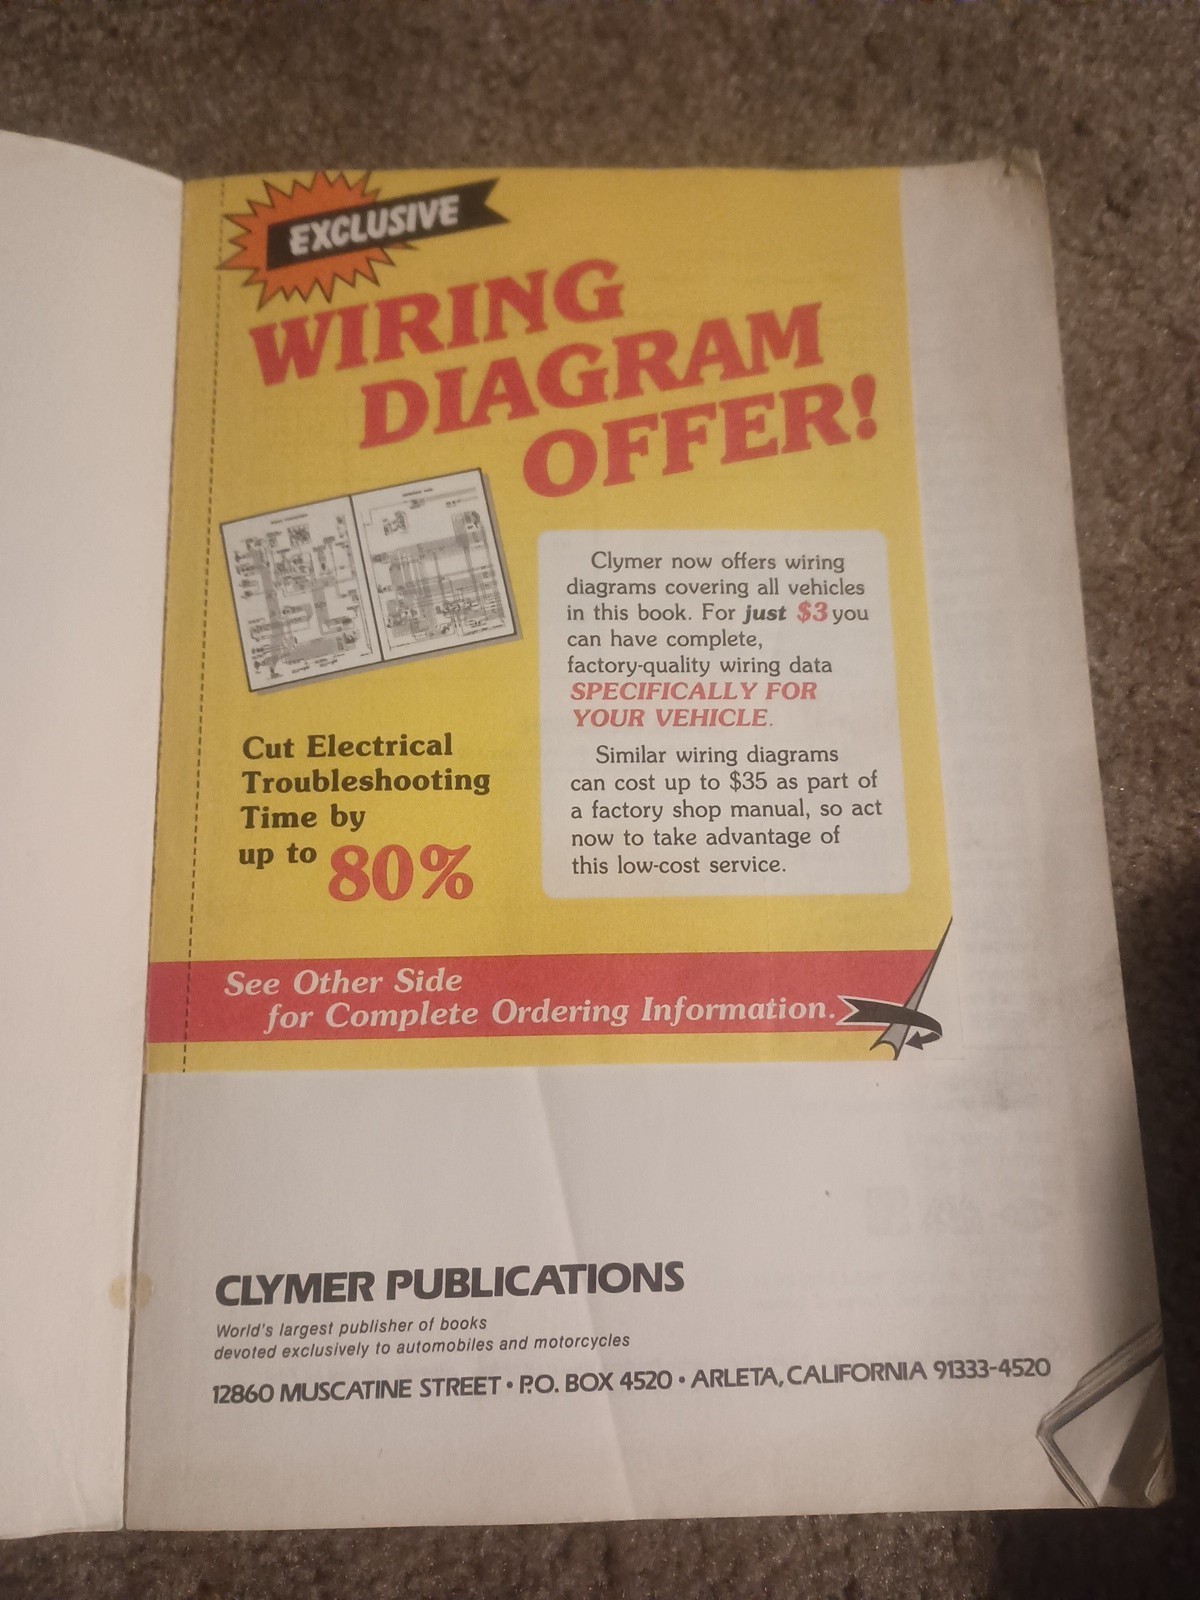 EXCLUSIVE
WIRING
DIAGRAM
OFFER!
Clymer now offers wiring
diagrams covering all vehicles
in this book. For just $3 you
can have complete,
factory-quality wiring data
SPECIFICALLY FOR
YOUR VEHICLE.
Similar wiring diagrams
can cost up to $35 as part of
a factory shop manual, so act
now to take advantage of
this low-cost service.
Cut Electrical
Troubleshooting
Time by
up to 80%
See Other Side
for Complete Ordering Information.
CLYMER PUBLICATIONS
World's largest publisher of books
devoted exclusively to automobiles and motorcycles
12860 MUSCATINE STREET • P.O. BOX 4520 • ARLETA, CALIFORNIA 91333-4520